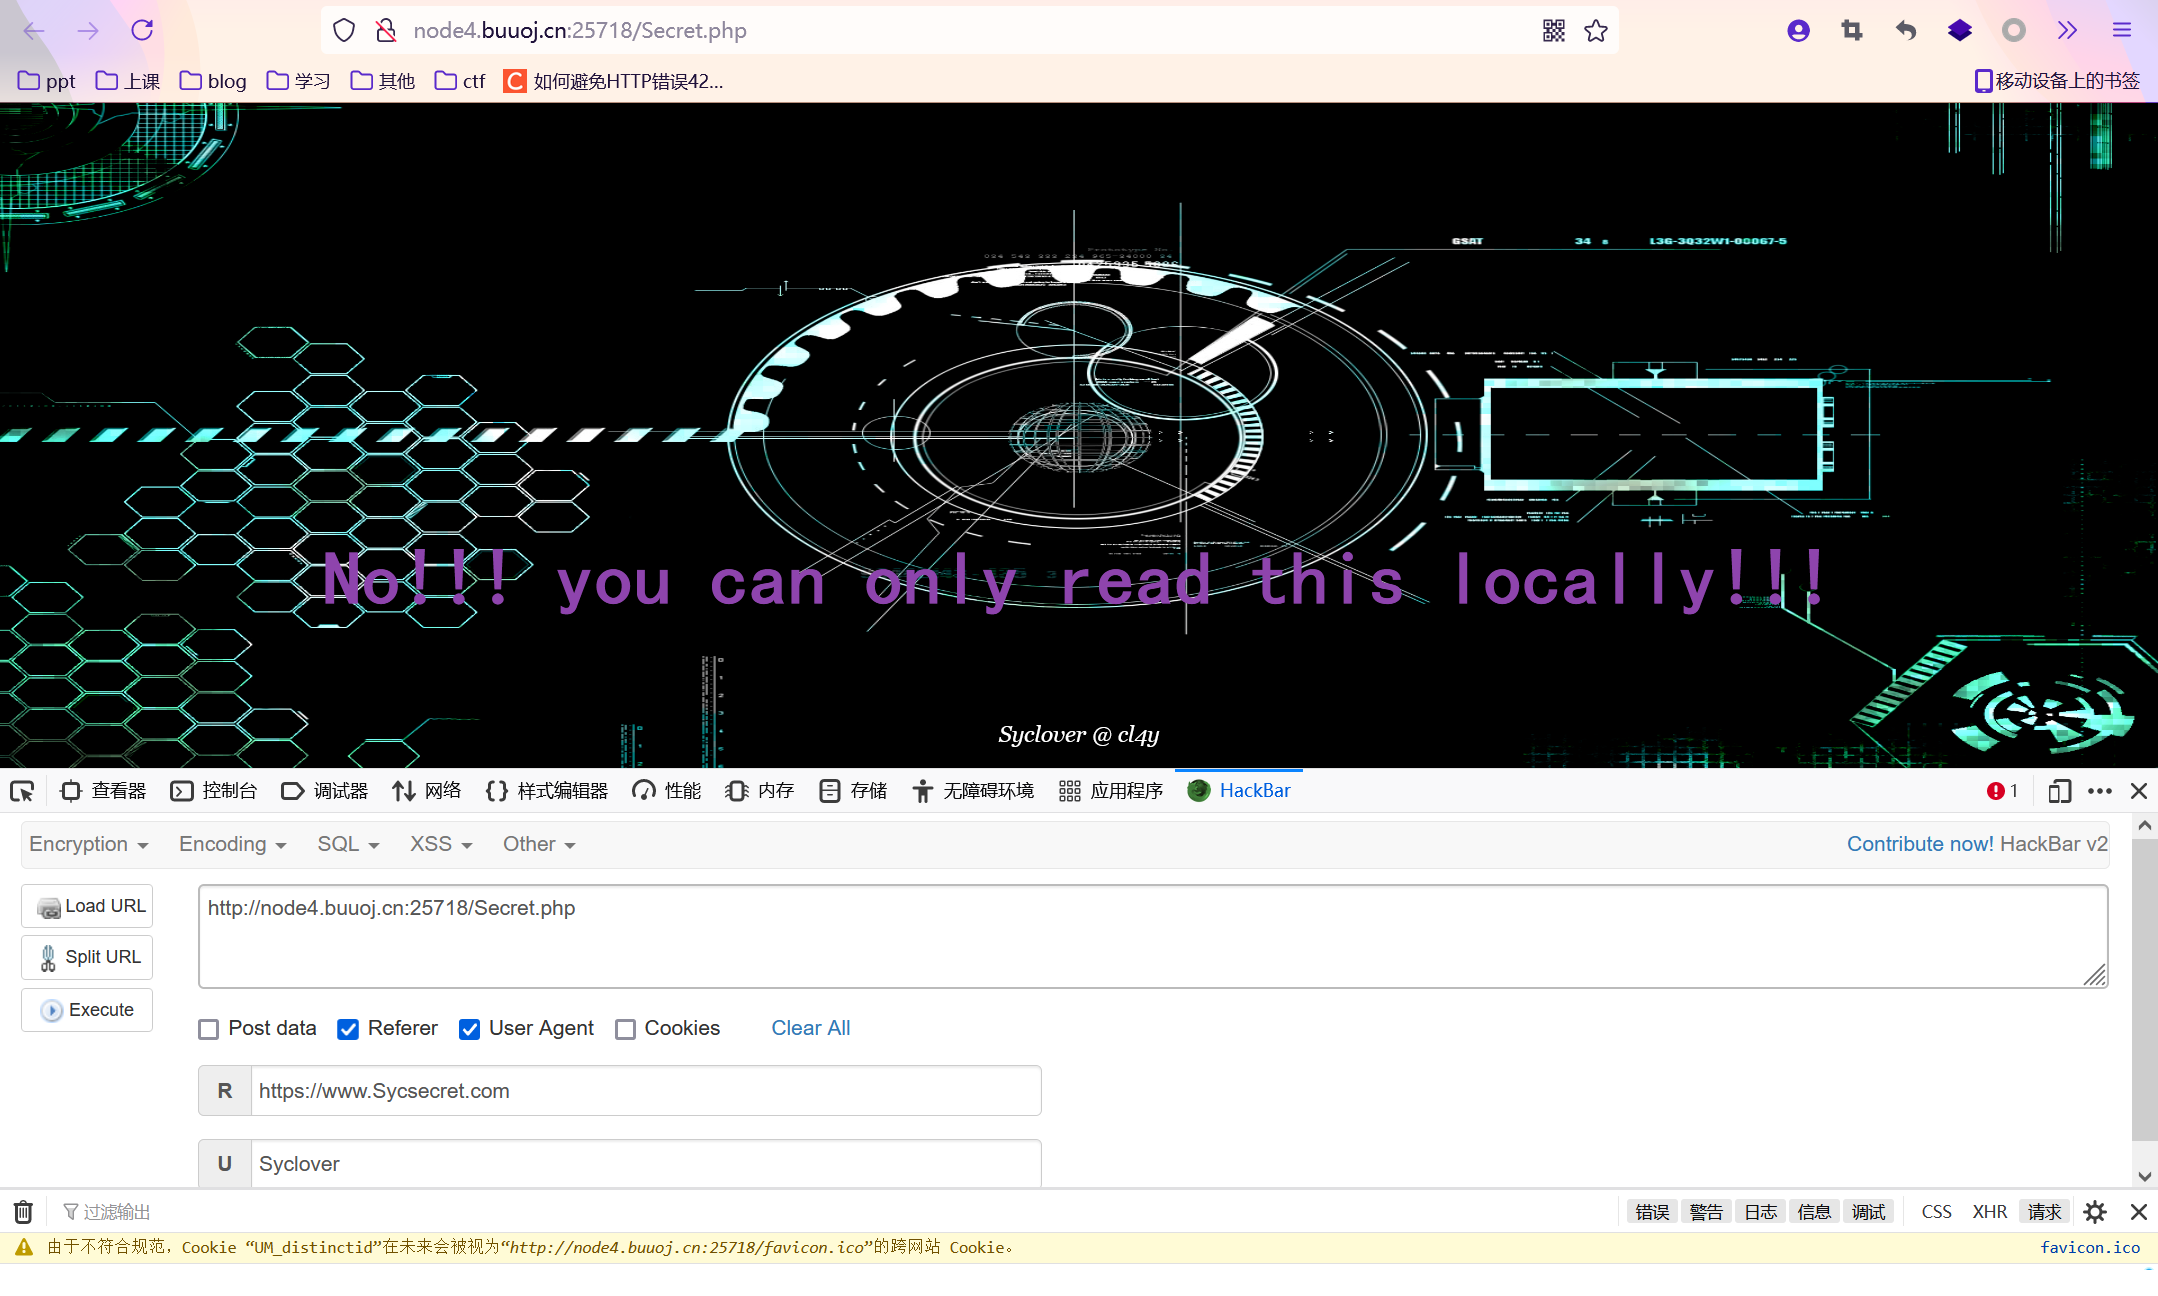 node4.buuoj.cn:25718/Secret.php
ppt 上课 blog 学习 其他 ctf C 如何避免HTTP错误42... 移动设备上的书签
GSAT 34 s L3G-3Q32W1-08067-5
No!!! you can only read this locally!!!
Syclover @ cl4y
查看器 控制台 调试器 网络 样式编辑器 性能 内存 存储 无障碍环境 应用程序 HackBar 1
Encryption Encoding SQL XSS Other Contribute now! HackBar v2
Load URL
http://node4.buuoj.cn:25718/Secret.php
Split URL
Execute
Post data Referer User Agent Cookies Clear All
R https://www.Sycsecret.com
U Syclover
过滤输出 错误 警告 日志 信息 调试 CSS XHR 请求
由于不符合规范，Cookie “UM_distinctid”在未来会被视为“http://node4.buuoj.cn:25718/favicon.ico”的跨网站 Cookie。 favicon.ico